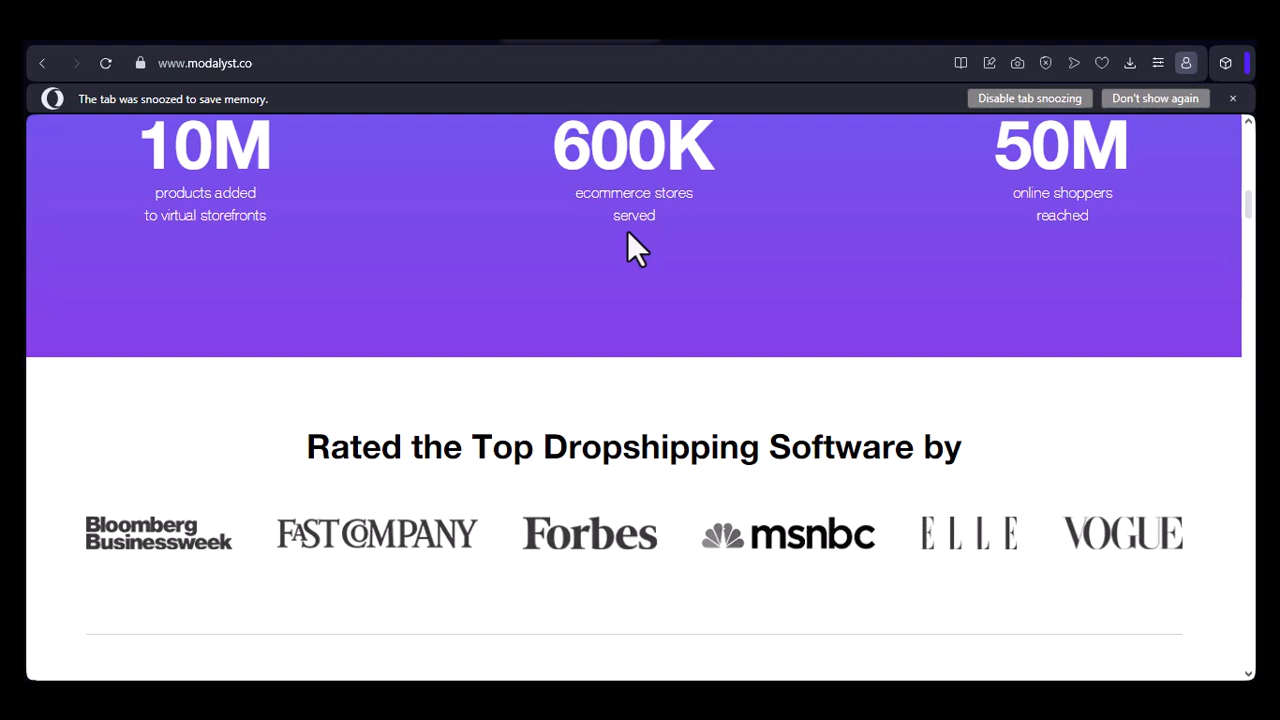 www.modalyst.co
The tab was snoozed to save memory.
Disable tab snoozing
Don't show again
10M
products added
to virtual storefronts
600K
ecommerce stores
served
50M
online shoppers
reached
Rated the Top Dropshipping Software by
Bloomberg
Businessweek
FAST COMPANY
Forbes
msnbc
ELLE
VOGUE